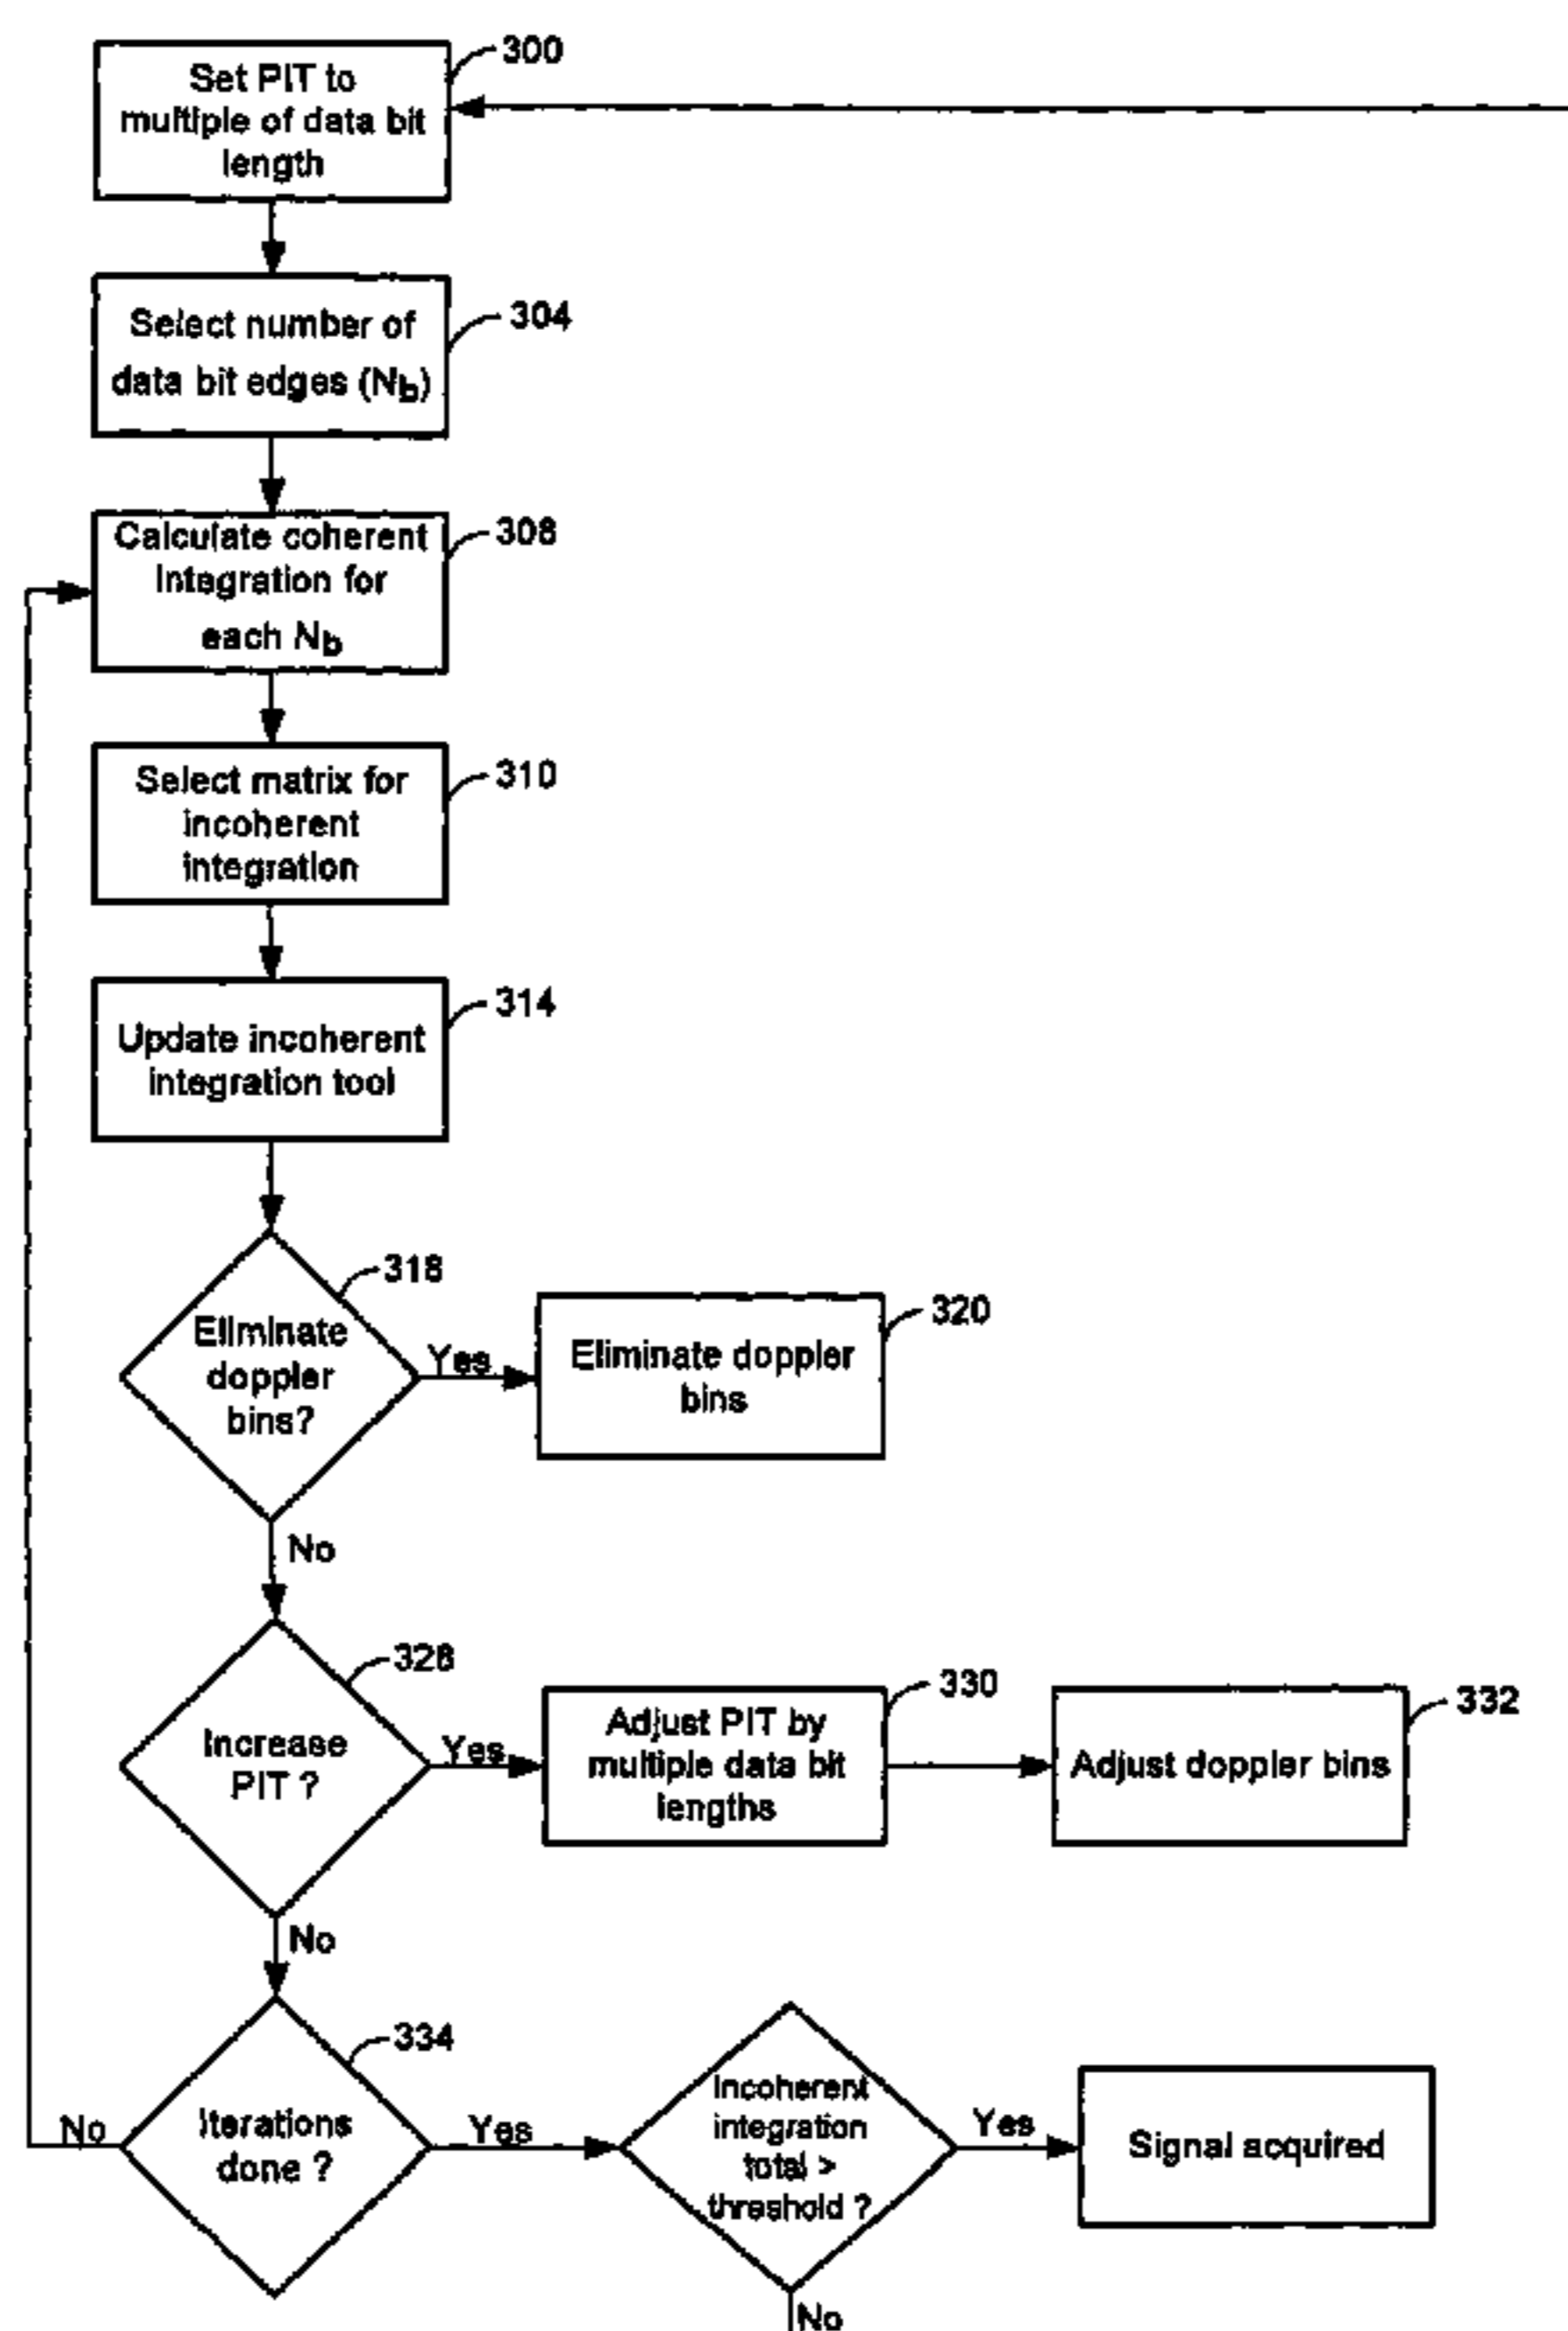 Set PIT to
multiple of data bit
length
300
Select number of
data bit edges (Nb)
304
Calculate coherent
integration for
each Nb
308
Select matrix for
incoherent
integration
310
Update incoherent
integration tool
314
Eliminate
doppler
bins?
318
Yes
Eliminate doppler
bins
320
No
Increase
PIT ?
328
Yes
Adjust PIT by
multiple data bit
lengths
330
Adjust doppler bins
332
No
Iterations
done ?
334
No
Yes
Incoherent
integration
total >
threshold ?
Yes
Signal acquired
No